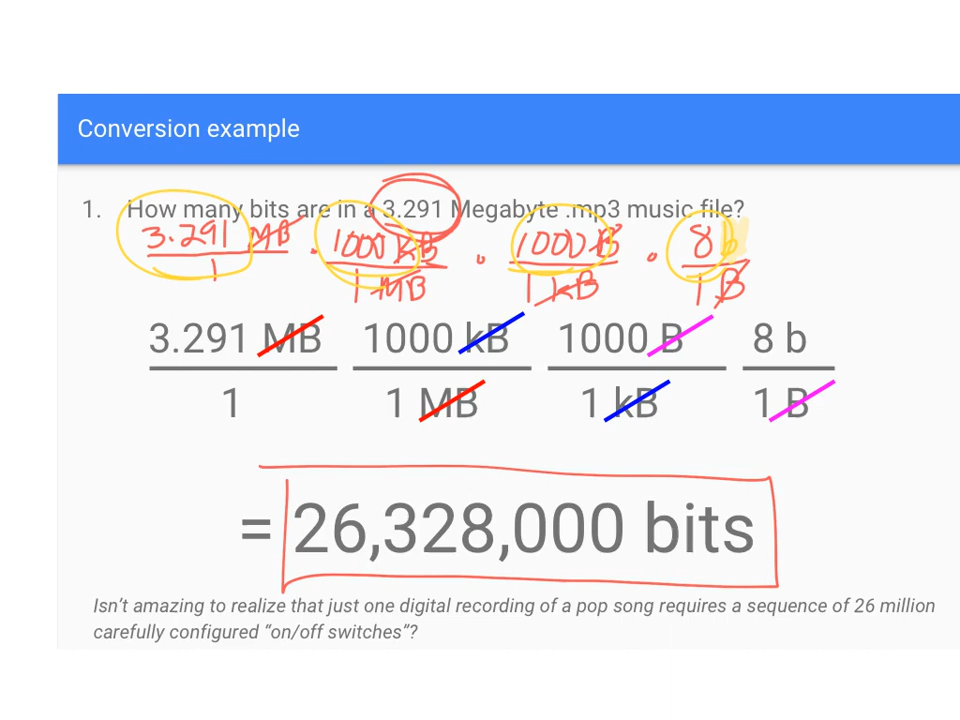 Conversion example
1. How many bits are in a 3.291 Megabyte .mp3 music file?
3.291 MB . 1000 kB . 1000 B . 8 b
1 1 MB 1 kB 1 B
3.291 MB 1000 kB 1000 B 8 b
1 1 MB 1 kB 1 B
= 26,328,000 bits
Isn't amazing to realize that just one digital recording of a pop song requires a sequence of 26 million
carefully configured “on/off switches”?